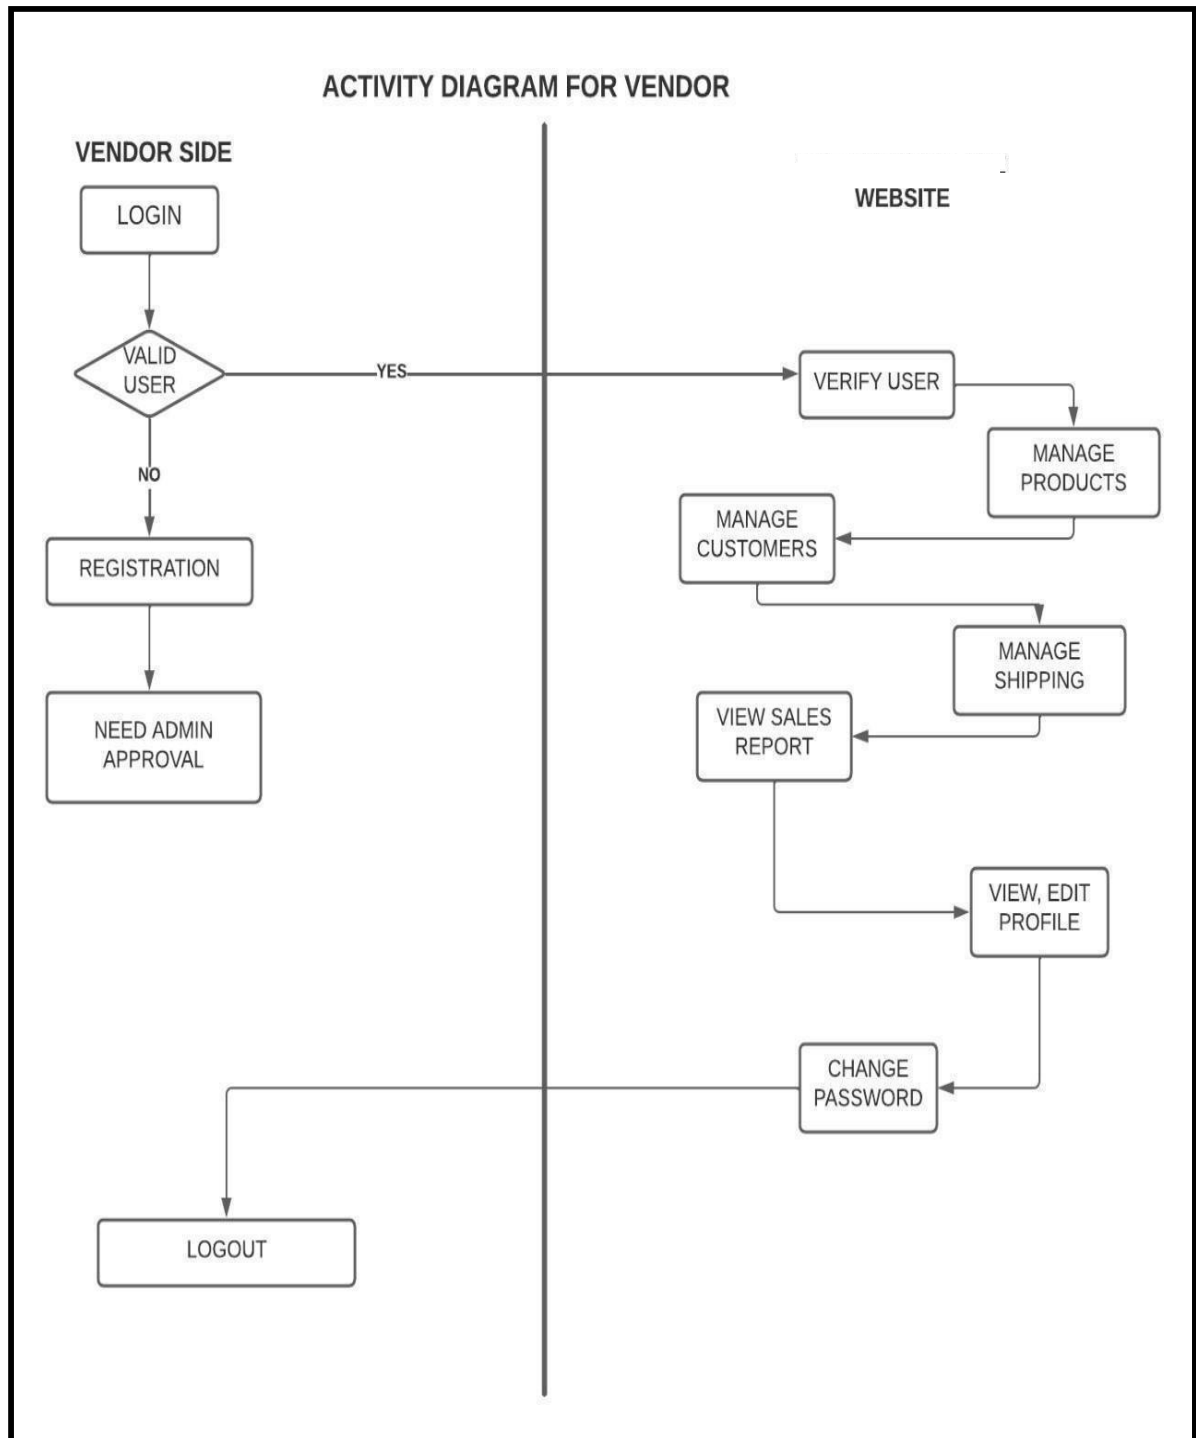 ACTIVITY DIAGRAM FOR VENDOR
VENDOR SIDE
LOGIN
VALID
USER
YES
NO
REGISTRATION
NEED ADMIN
APPROVAL
WEBSITE
VERIFY USER
MANAGE
PRODUCTS
MANAGE
CUSTOMERS
MANAGE
SHIPPING
VIEW SALES
REPORT
VIEW, EDIT
PROFILE
CHANGE
PASSWORD
LOGOUT